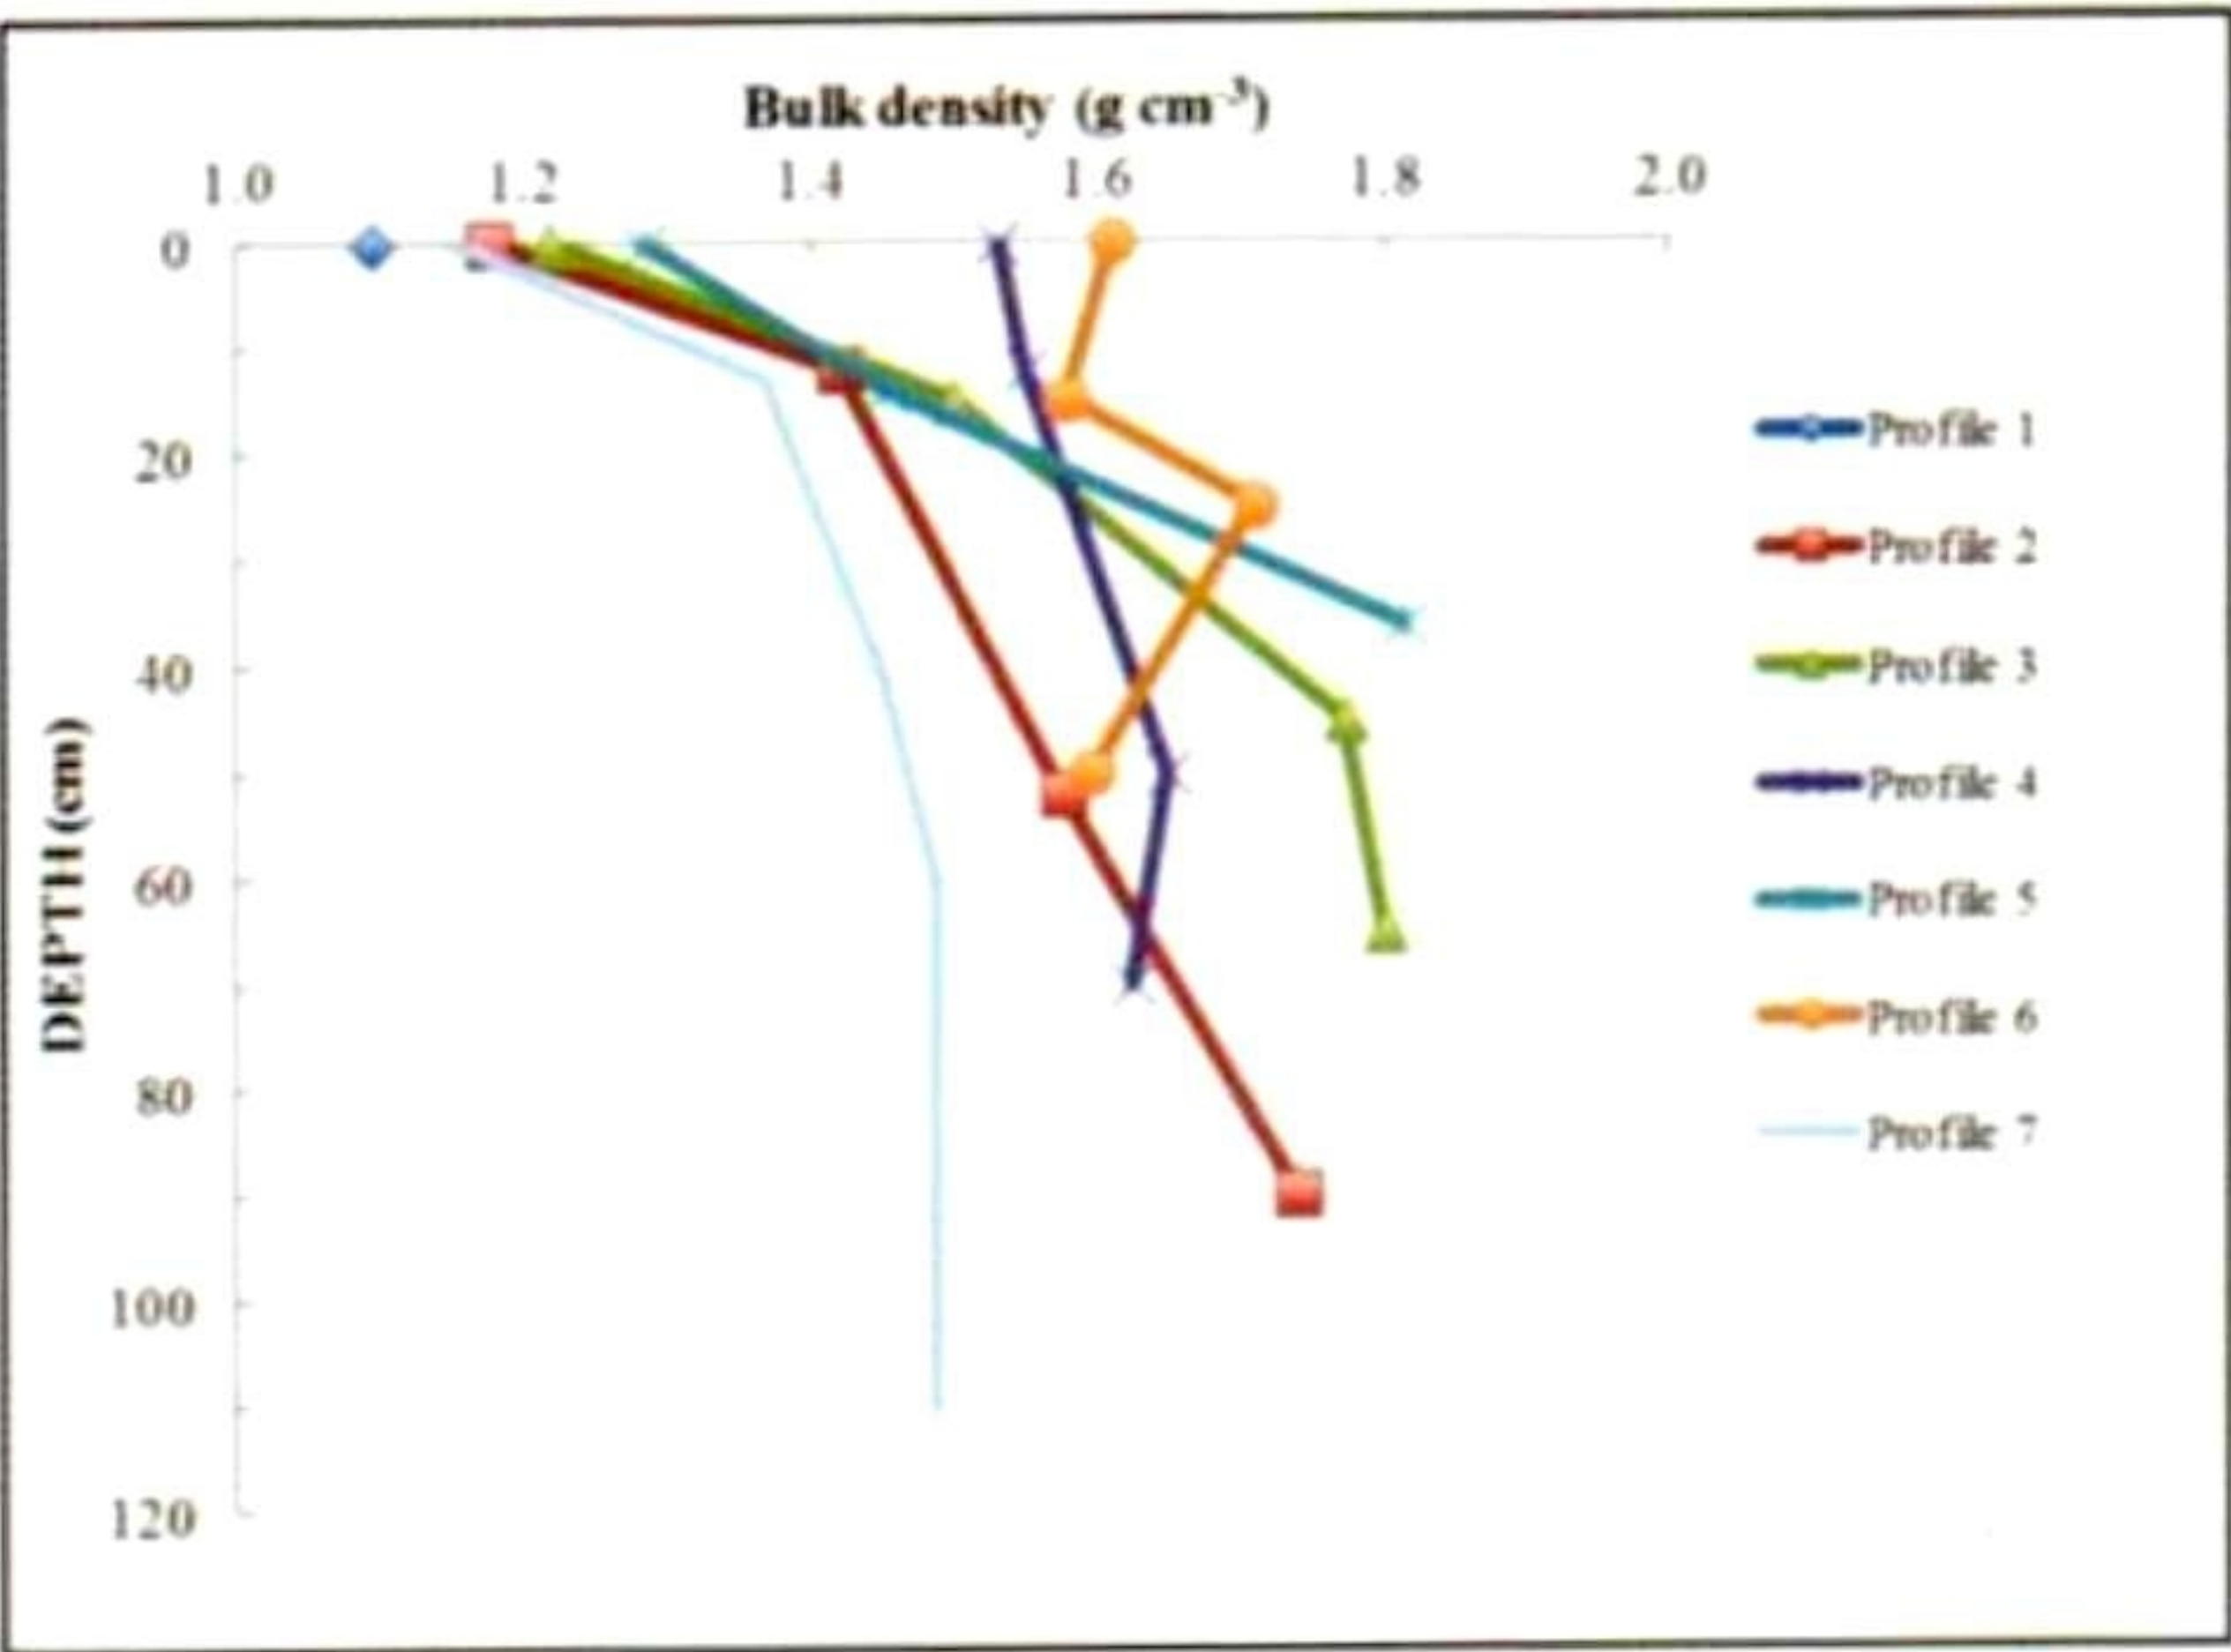 Bulk density (g cm-3)
1.0 1.2 1.4 1.6 1.8 2.0
0
20
40
60
80
100
120
DEPTH (cm)
Profile 1
Profile 2
Profile 3
Profile 4
Profile 5
Profile 6
Profile 7